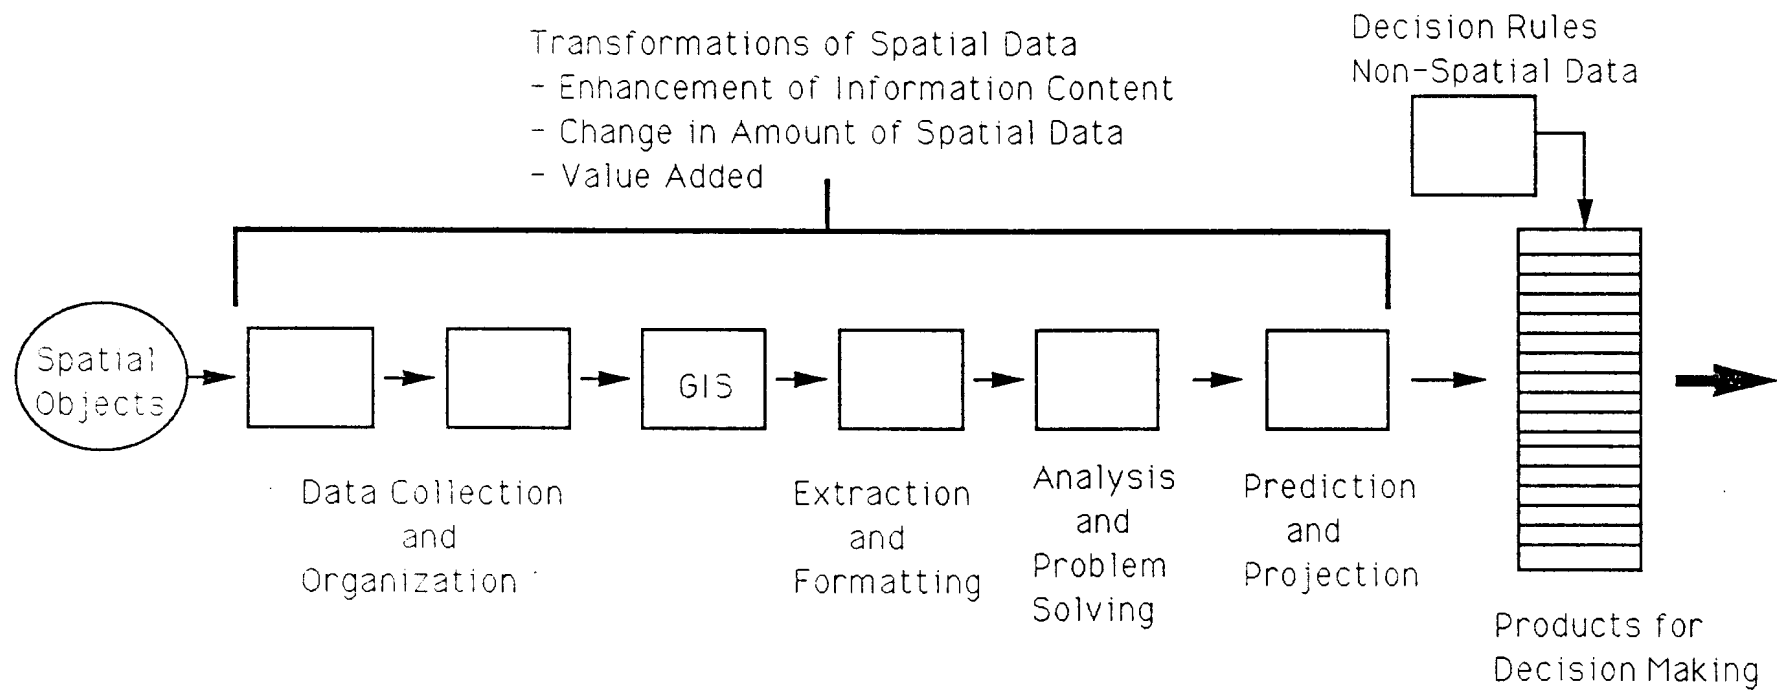 Transformations of Spatial Data
- Enhancement of Information Content
- Change in Amount of Spatial Data
- Value Added
Decision Rules
Non-Spatial Data
Spatial
Objects
GIS
Data Collection
and
Organization
Extraction
and
Formatting
Analysis
and
Problem
Solving
Prediction
and
Projection
Products for
Decision Making